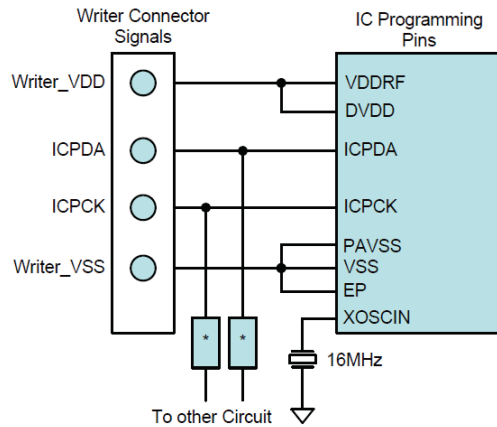 Writer Connector
Signals
IC Programming
Pins
Writer_VDD
VDDRF
DVDD
ICPDA
ICPDA
ICPCK
ICPCK
PAVSS
Writer_VSS
VSS
EP
XOSCIN
*
*
16MHz
To other Circuit